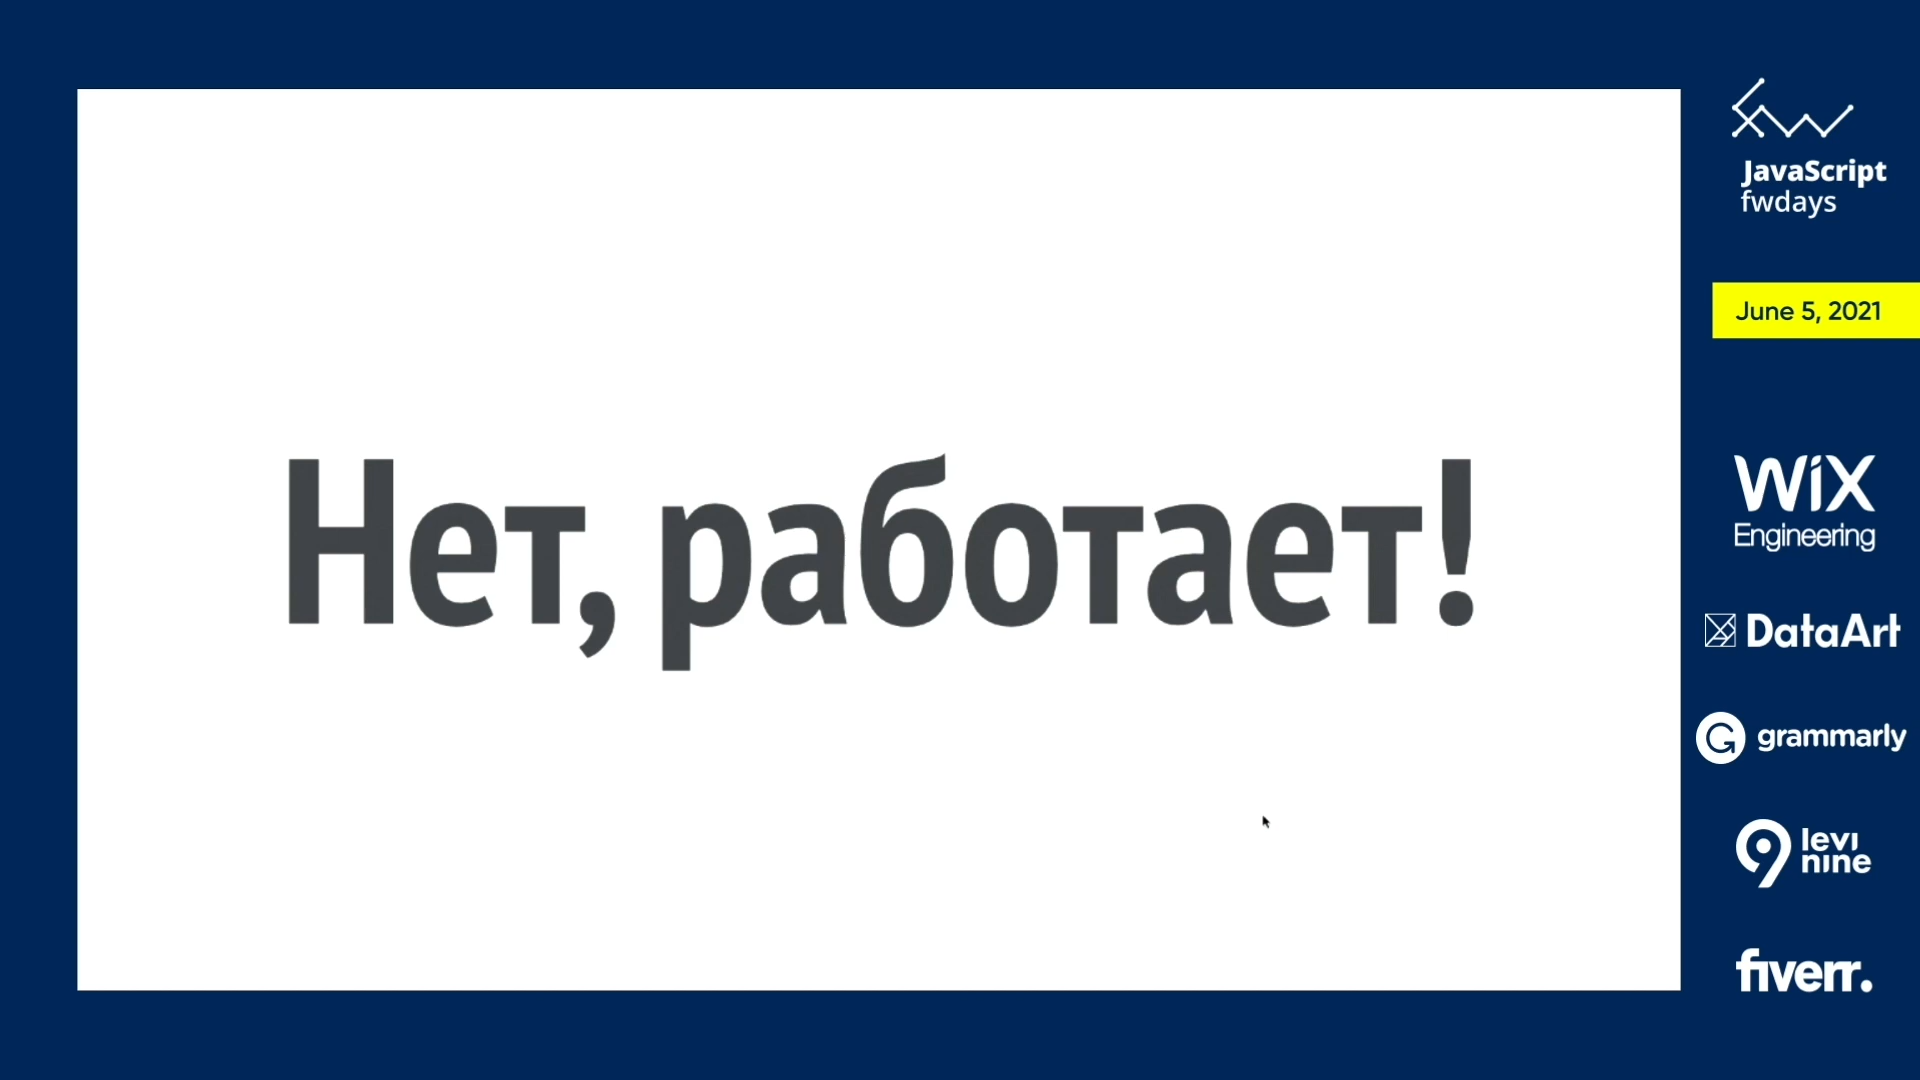 Нет, работает!
JavaScript
fwdays
June 5, 2021
WiX
Engineering
DataArt
grammarly
levi
nine
fiverr.